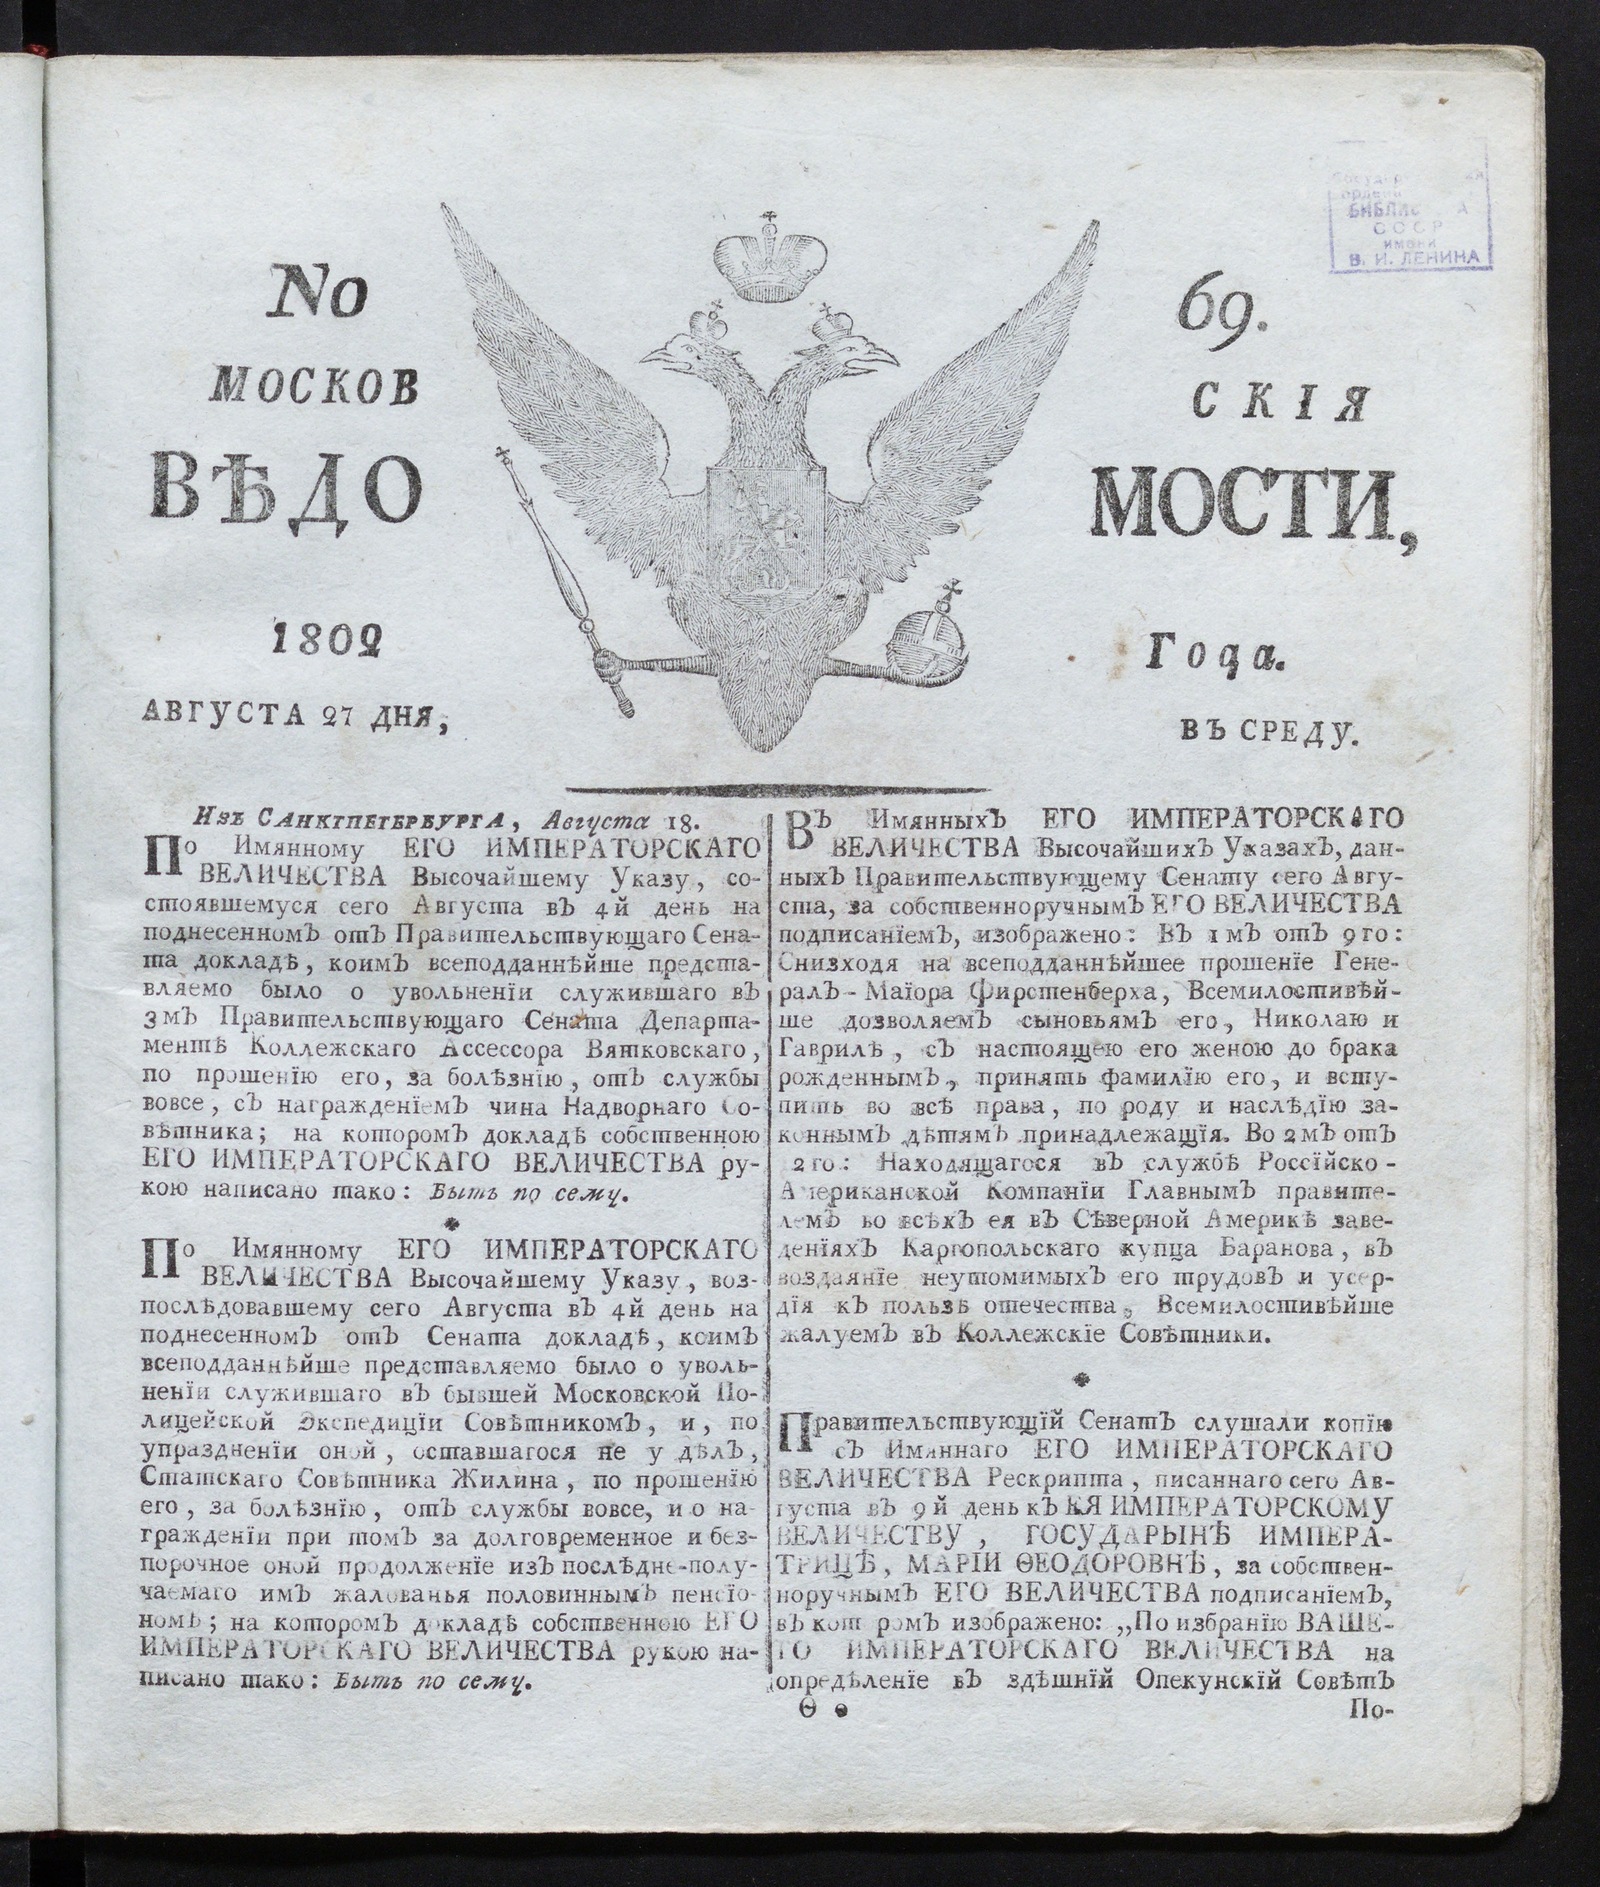 Государ
ордена
БИБЛИОТЕКА
СССР
имени
В. И. ЛЕНИНА
No 69.
МОСКОВ СКІЯ
ВѢДО МОСТИ,
1802 Года.
АВГУСТА 27 ДНЯ, ВЪ СРЕДУ.
Изъ САНКТПЕТЕРБУРГА, Августа 18.
По Имянному ЕГО ИМПЕРАТОРСКАГО
ВЕЛИЧЕСТВА Высочайшему Указу, со-
стоявшемуся сего Августа въ 4й день на
поднесенномъ отъ Правительствующаго Сена-
та докладѣ, коимъ всеподданнѣйше предста-
вляемо было о увольненіи служившаго въ
3мъ Правительствующаго Сената Департа-
ментѣ Коллежскаго Ассессора Вятковскаго,
по прошенію его, за болѣзнію, отъ службы
вовсе, съ награжденіемъ чина Надворнаго Со-
вѣтника; на которомъ докладѣ собственною
ЕГО ИМПЕРАТОРСКАГО ВЕЛИЧЕСТВА ру-
кою написано тако: Быть по сему.
По Имянному ЕГО ИМПЕРАТОРСКАГО
ВЕЛИЧЕСТВА Высочайшему Указу, воз-
послѣдовавшему сего Августа въ 4й день на
поднесенномъ отъ Сената докладѣ, коимъ
всеподданнѣйше представляемо было о уволь-
неніи служившаго въ бывшей Московской По-
лицейской Экспедиціи Совѣтникомъ, и, по
упраздненіи оной, оставшагося не у дѣлъ,
Статскаго Совѣтника Жилина, по прошенію
его, за болѣзнію, отъ службы вовсе, и о на-
гражденіи при томъ за долговременное и без-
порочное оной продолженіе изъ послѣдне-полу-
чаемаго имъ жалованья половиннымъ пенсіо-
номъ; на которомъ докладѣ собственною ЕГО
ИМПЕРАТОРСКАГО ВЕЛИЧЕСТВА рукою на-
писано тако: Быть по сему.
Въ Имянныхъ ЕГО ИМПЕРАТОРСКАГО
ВЕЛИЧЕСТВА Высочайшихъ Указахъ, дан-
ныхъ Правительствующему Сенату сего Авгу-
ста, за собственноручнымъ ЕГО ВЕЛИЧЕСТВА
подписаніемъ, изображено: Въ 1мъ отъ 9го:
Снизходя на всеподданнѣйшее прошеніе Гене-
ралъ-Маіора Фирстенберха, Всемилостивѣй-
ше дозволяемъ сыновьямъ его, Николаю и
Гаврилѣ, съ настоящею его женою до брака
рожденнымъ, принять фамилію его, и всту-
пить во всѣ права, по роду и наслѣдію за-
коннымъ дѣтямъ принадлежащія. Во 2мъ отъ
2го: Находящагося въ службѣ Россійско-
Американской Компаніи Главнымъ правите-
лемъ во всѣхъ ея въ Сѣверной Америкѣ заве-
деніяхъ Каргопольскаго купца Баранова, въ
воздаяніе неутомимыхъ его трудовъ и усер-
дія къ пользѣ отечества, Всемилостивѣйше
жалуемъ въ Коллежскіе Совѣтники.
Правительствующій Сенатъ слушали копію
съ Имяннаго ЕГО ИМПЕРАТОРСКАГО
ВЕЛИЧЕСТВА Рескрипта, писаннаго сего Ав-
густа въ 9й день къ ЕЯ ИМПЕРАТОРСКОМУ
ВЕЛИЧЕСТВУ, ГОСУДАРЫНѢ ИМПЕРА-
ТРИЦѢ, МАРІИ ѲЕОДОРОВНѢ, за собствен-
норучнымъ ЕГО ВЕЛИЧЕСТВА подписаніемъ,
въ которомъ изображено: „По избранію ВАШЕ-
ГО ИМПЕРАТОРСКАГО ВЕЛИЧЕСТВА на
опредѣленіе въ здѣшній Опекунскій Совѣтъ
Ѳ По-